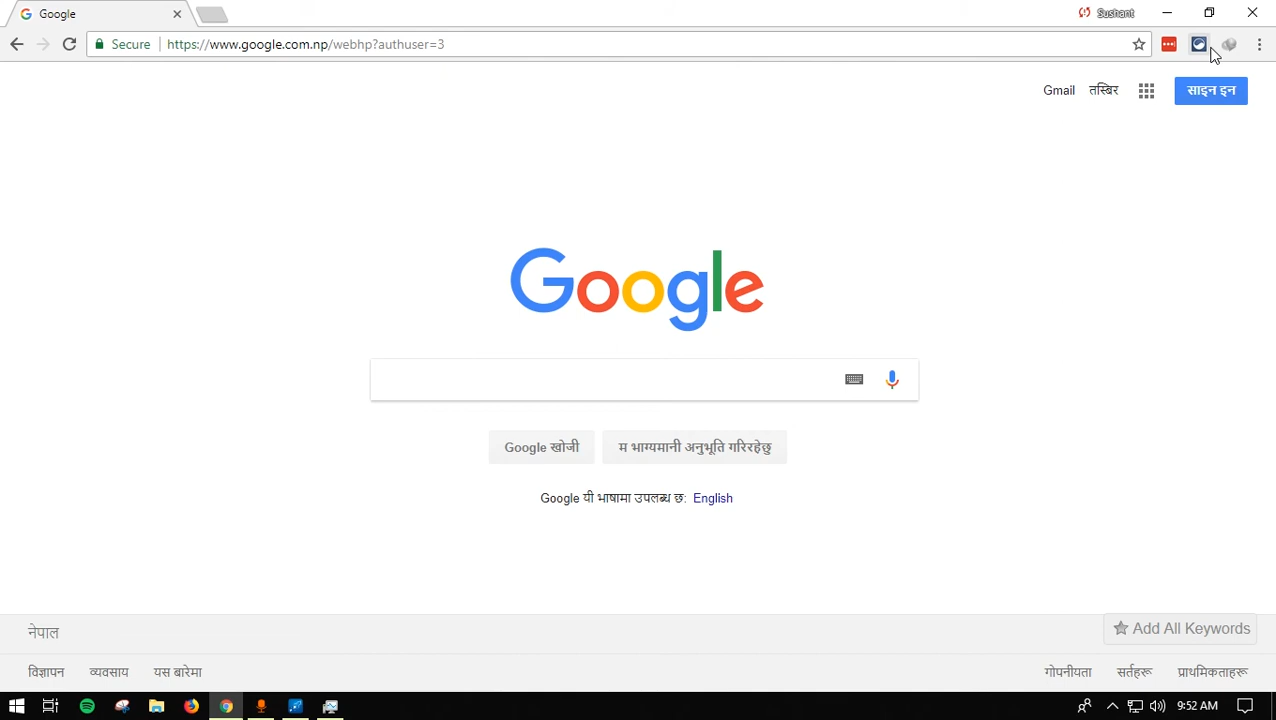 Google
Sushant
Secure https://www.google.com.np/webhp?authuser=3
Gmail तस्बिर साइन इन
Google
Google खोजी म भाग्यमानी अनुभूति गरिरहेछु
Google यी भाषामा उपलब्ध छ: English
नेपाल
Add All Keywords
विज्ञापन व्यवसाय यस बारेमा गोपनीयता सर्तहरू प्राथमिकताहरू
9:52 AM